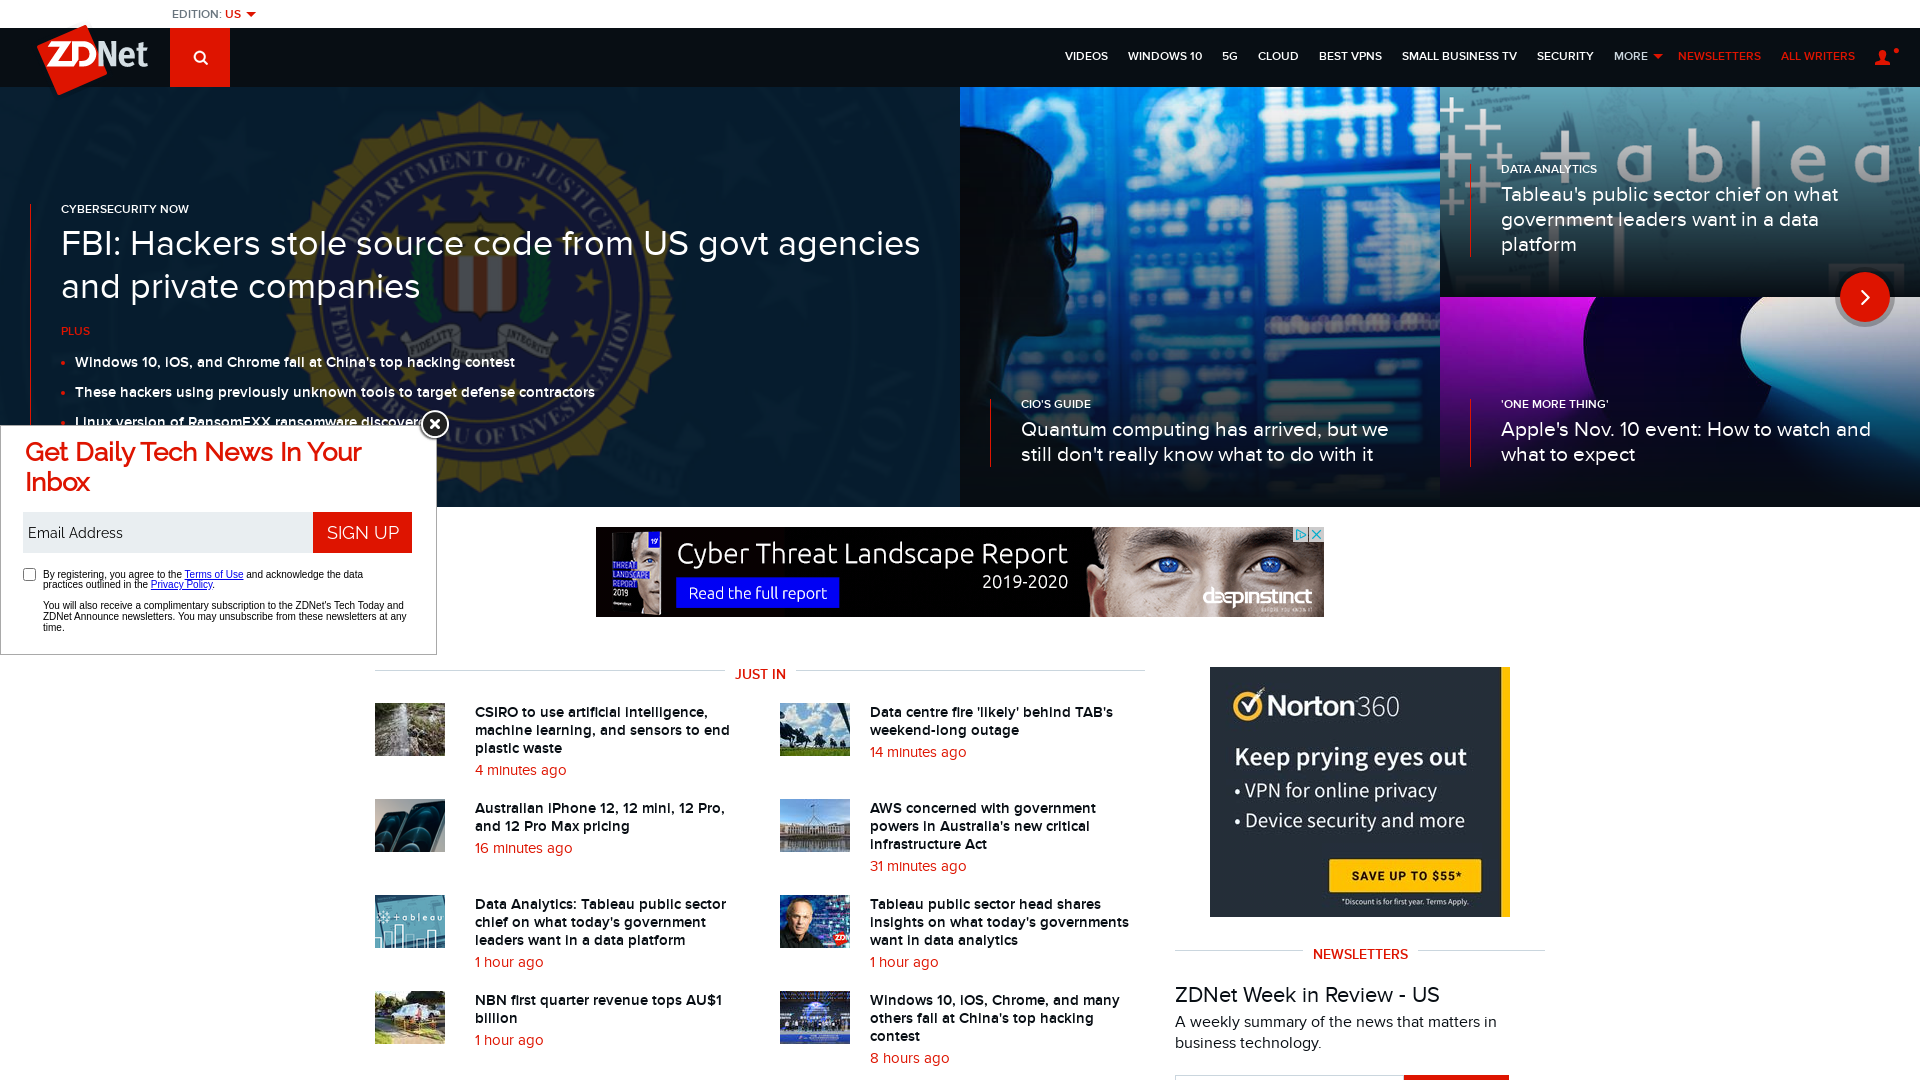 EDITION: US
ZDNet
VIDEOS
WINDOWS 10
5G
CLOUD
BEST VPNS
SMALL BUSINESS TV
SECURITY
MORE
NEWSLETTERS
ALL WRITERS
CYBERSECURITY NOW
FBI: Hackers stole source code from US govt agencies
and private companies
PLUS
Windows 10, iOS, and Chrome fall at China's top hacking contest
These hackers using previously unknown tools to target defense contractors
Linux version of RansomEXX ransomware
DEPARTMENT OF JUSTICE
FIDELITY BRAVERY INTEGRITY
CIO'S GUIDE
Quantum computing has arrived, but we
still don't really know what to do with it
DATA ANALYTICS
Tableau's public sector chief on what
government leaders want in a data
platform
'ONE MORE THING'
Apple's Nov. 10 event: How to watch and
what to expect
Get Daily Tech News In Your
Inbox
Email Address
SIGN UP
By registering, you agree to the Terms of Use and acknowledge the data
practices outlined in the Privacy Policy.
You will also receive a complimentary subscription to the ZDNet's Tech Today and
ZDNet Announce newsletters. You may unsubscribe from these newsletters at any
time.
THREAT
LANDSCAPE
REPORT
2019
Cyber Threat Landscape Report
2019-2020
Read the full report
deepinstinct
JUST IN
CSIRO to use artificial intelligence,
machine learning, and sensors to end
plastic waste
4 minutes ago
Data centre fire 'likely' behind TAB's
weekend-long outage
14 minutes ago
Australian iPhone 12, 12 mini, 12 Pro,
and 12 Pro Max pricing
16 minutes ago
AWS concerned with government
powers in Australia's new critical
infrastructure Act
31 minutes ago
Data Analytics: Tableau public sector
chief on what today's government
leaders want in a data platform
1 hour ago
Tableau public sector head shares
insights on what today's governments
want in data analytics
1 hour ago
NBN first quarter revenue tops AU$1
billion
1 hour ago
Windows 10, iOS, Chrome, and many
others fall at China's top hacking
contest
8 hours ago
Norton 360
Keep prying eyes out
• VPN for online privacy
• Device security and more
SAVE UP TO $55*
*Discount is for first year. Terms Apply.
NEWSLETTERS
ZDNet Week in Review - US
A weekly summary of the news that matters in
business technology.